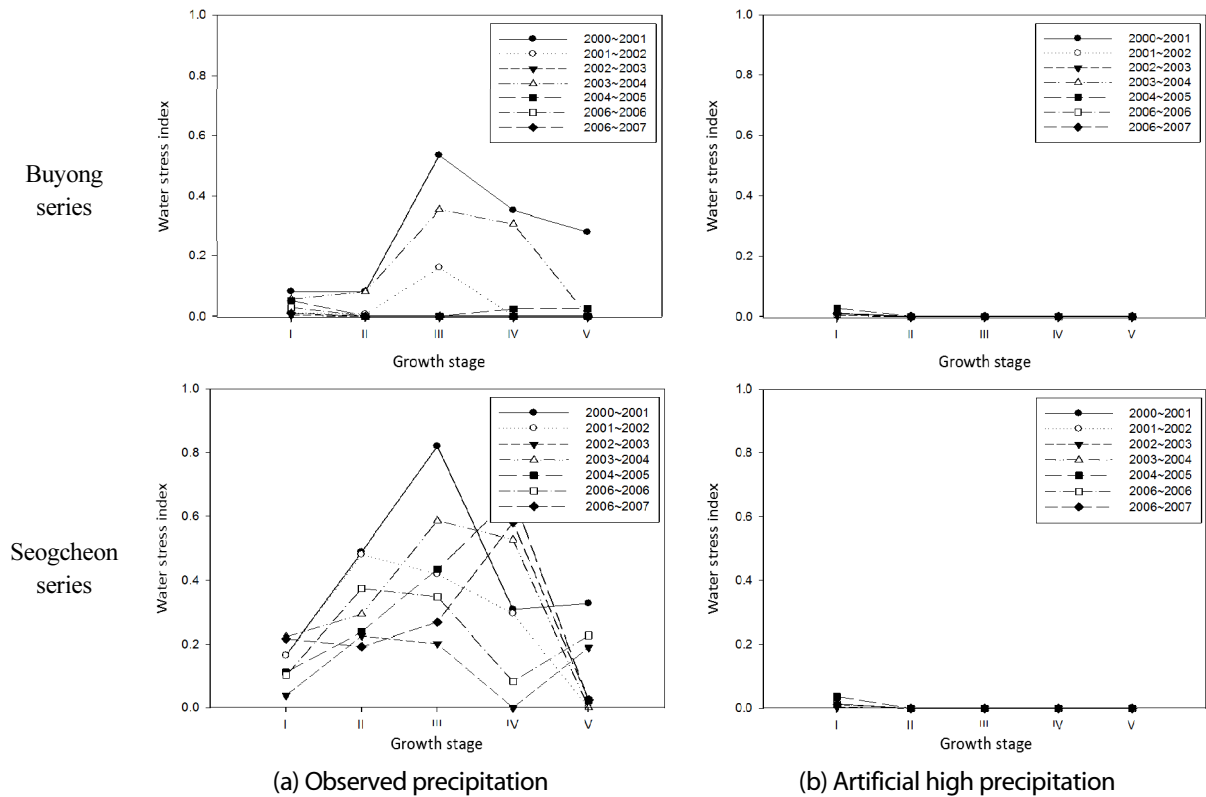 Buyong
series
Water stress index
1.0
0.8
0.6
0.4
0.2
0.0
I
II
III
IV
V
Growth stage
2000~2001
2001~2002
2002~2003
2003~2004
2004~2005
2006~2006
2006~2007
Water stress index
1.0
0.8
0.6
0.4
0.2
0.0
I
II
III
IV
V
Growth stage
2000~2001
2001~2002
2002~2003
2003~2004
2004~2005
2006~2006
2006~2007
Seogcheon
series
Water stress index
1.0
0.8
0.6
0.4
0.2
0.0
I
II
III
IV
V
Growth stage
2000~2001
2001~2002
2002~2003
2003~2004
2004~2005
2006~2006
2006~2007
(a) Observed precipitation
Water stress index
1.0
0.8
0.6
0.4
0.2
0.0
I
II
III
IV
V
Growth stage
2000~2001
2001~2002
2002~2003
2003~2004
2004~2005
2006~2006
2006~2007
(b) Artificial high precipitation